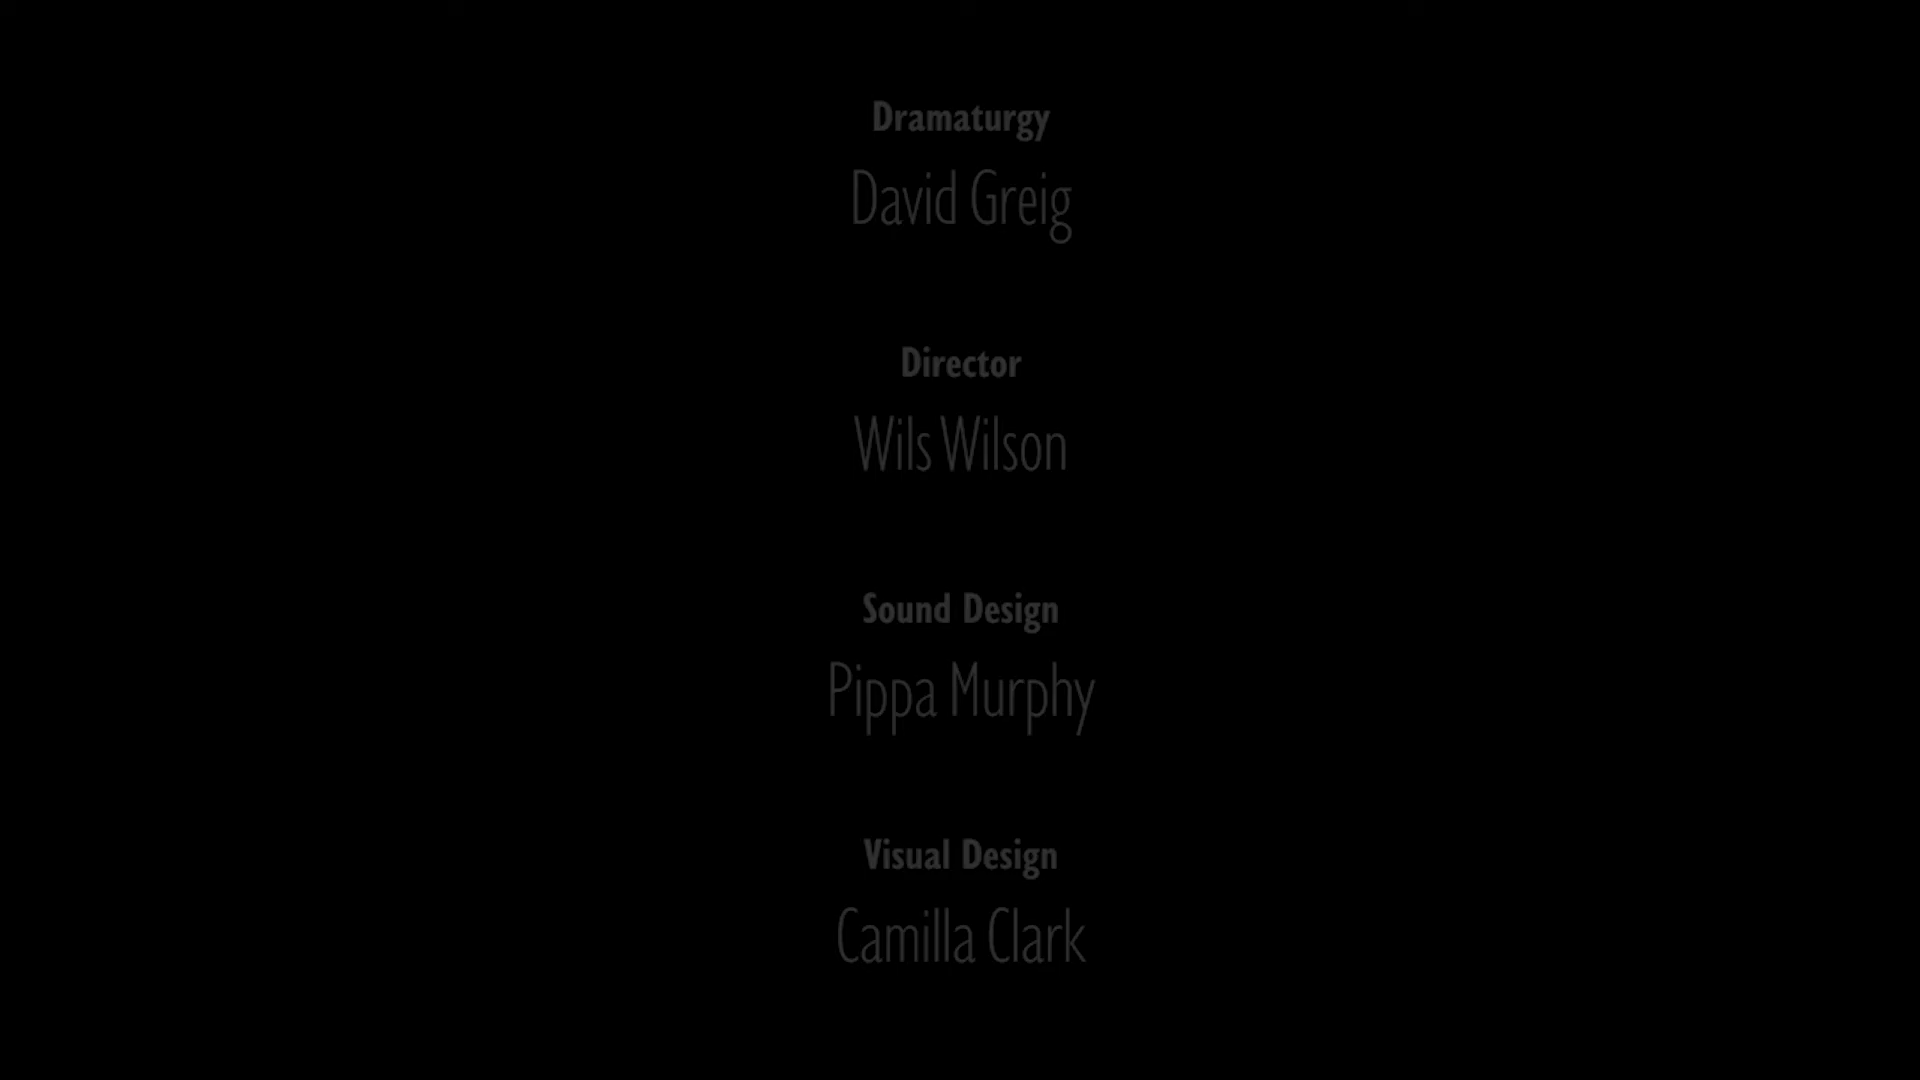 Dramaturgy
David Greig
Director
Wils Wilson
Sound Design
Pippa Murphy
Visual Design
Camilla Clark